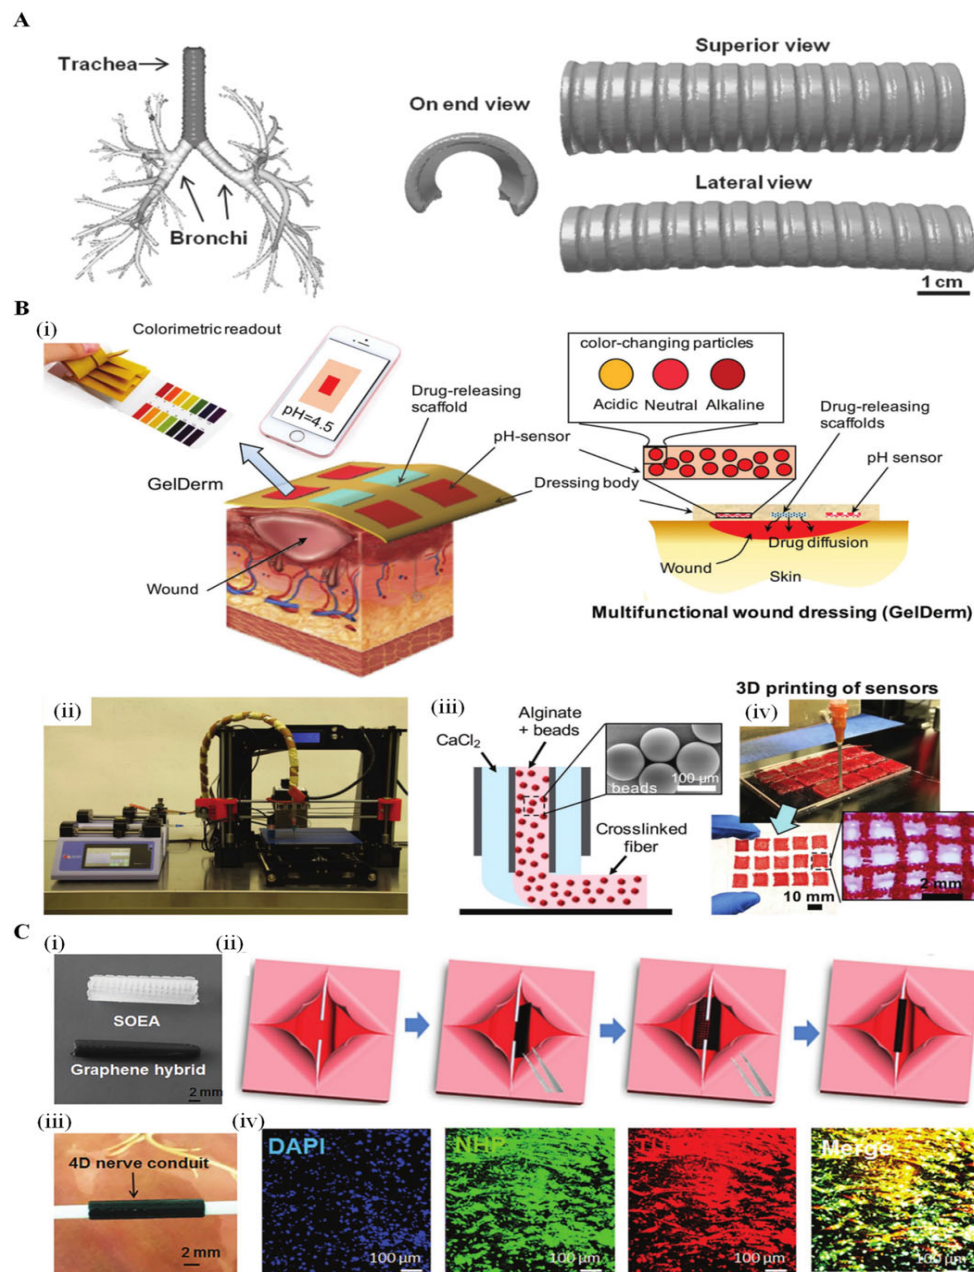 A
Trachea
Bronchi
On end view
Superior view
Lateral view
1 cm
B
(i)
Colorimetric readout
pH=4.5
Drug-releasing
scaffold
pH-sensor
Dressing body
GelDerm
Wound
color-changing particles
Acidic Neutral Alkaline
Drug-releasing
scaffolds
pH sensor
Drug diffusion
Wound
Skin
Multifunctional wound dressing (GelDerm)
(ii)
(iii)
CaCl2
Alginate
+ beads
beads
100 μm
Crosslinked
fiber
3D printing of sensors
(iv)
10 mm
2 mm
C
(i)
SOEA
Graphene hybrid
2 mm
(ii)
(iii)
4D nerve conduit
2 mm
(iv)
DAPI
100 μm
100 μm
100 μm
Merge
100 μm